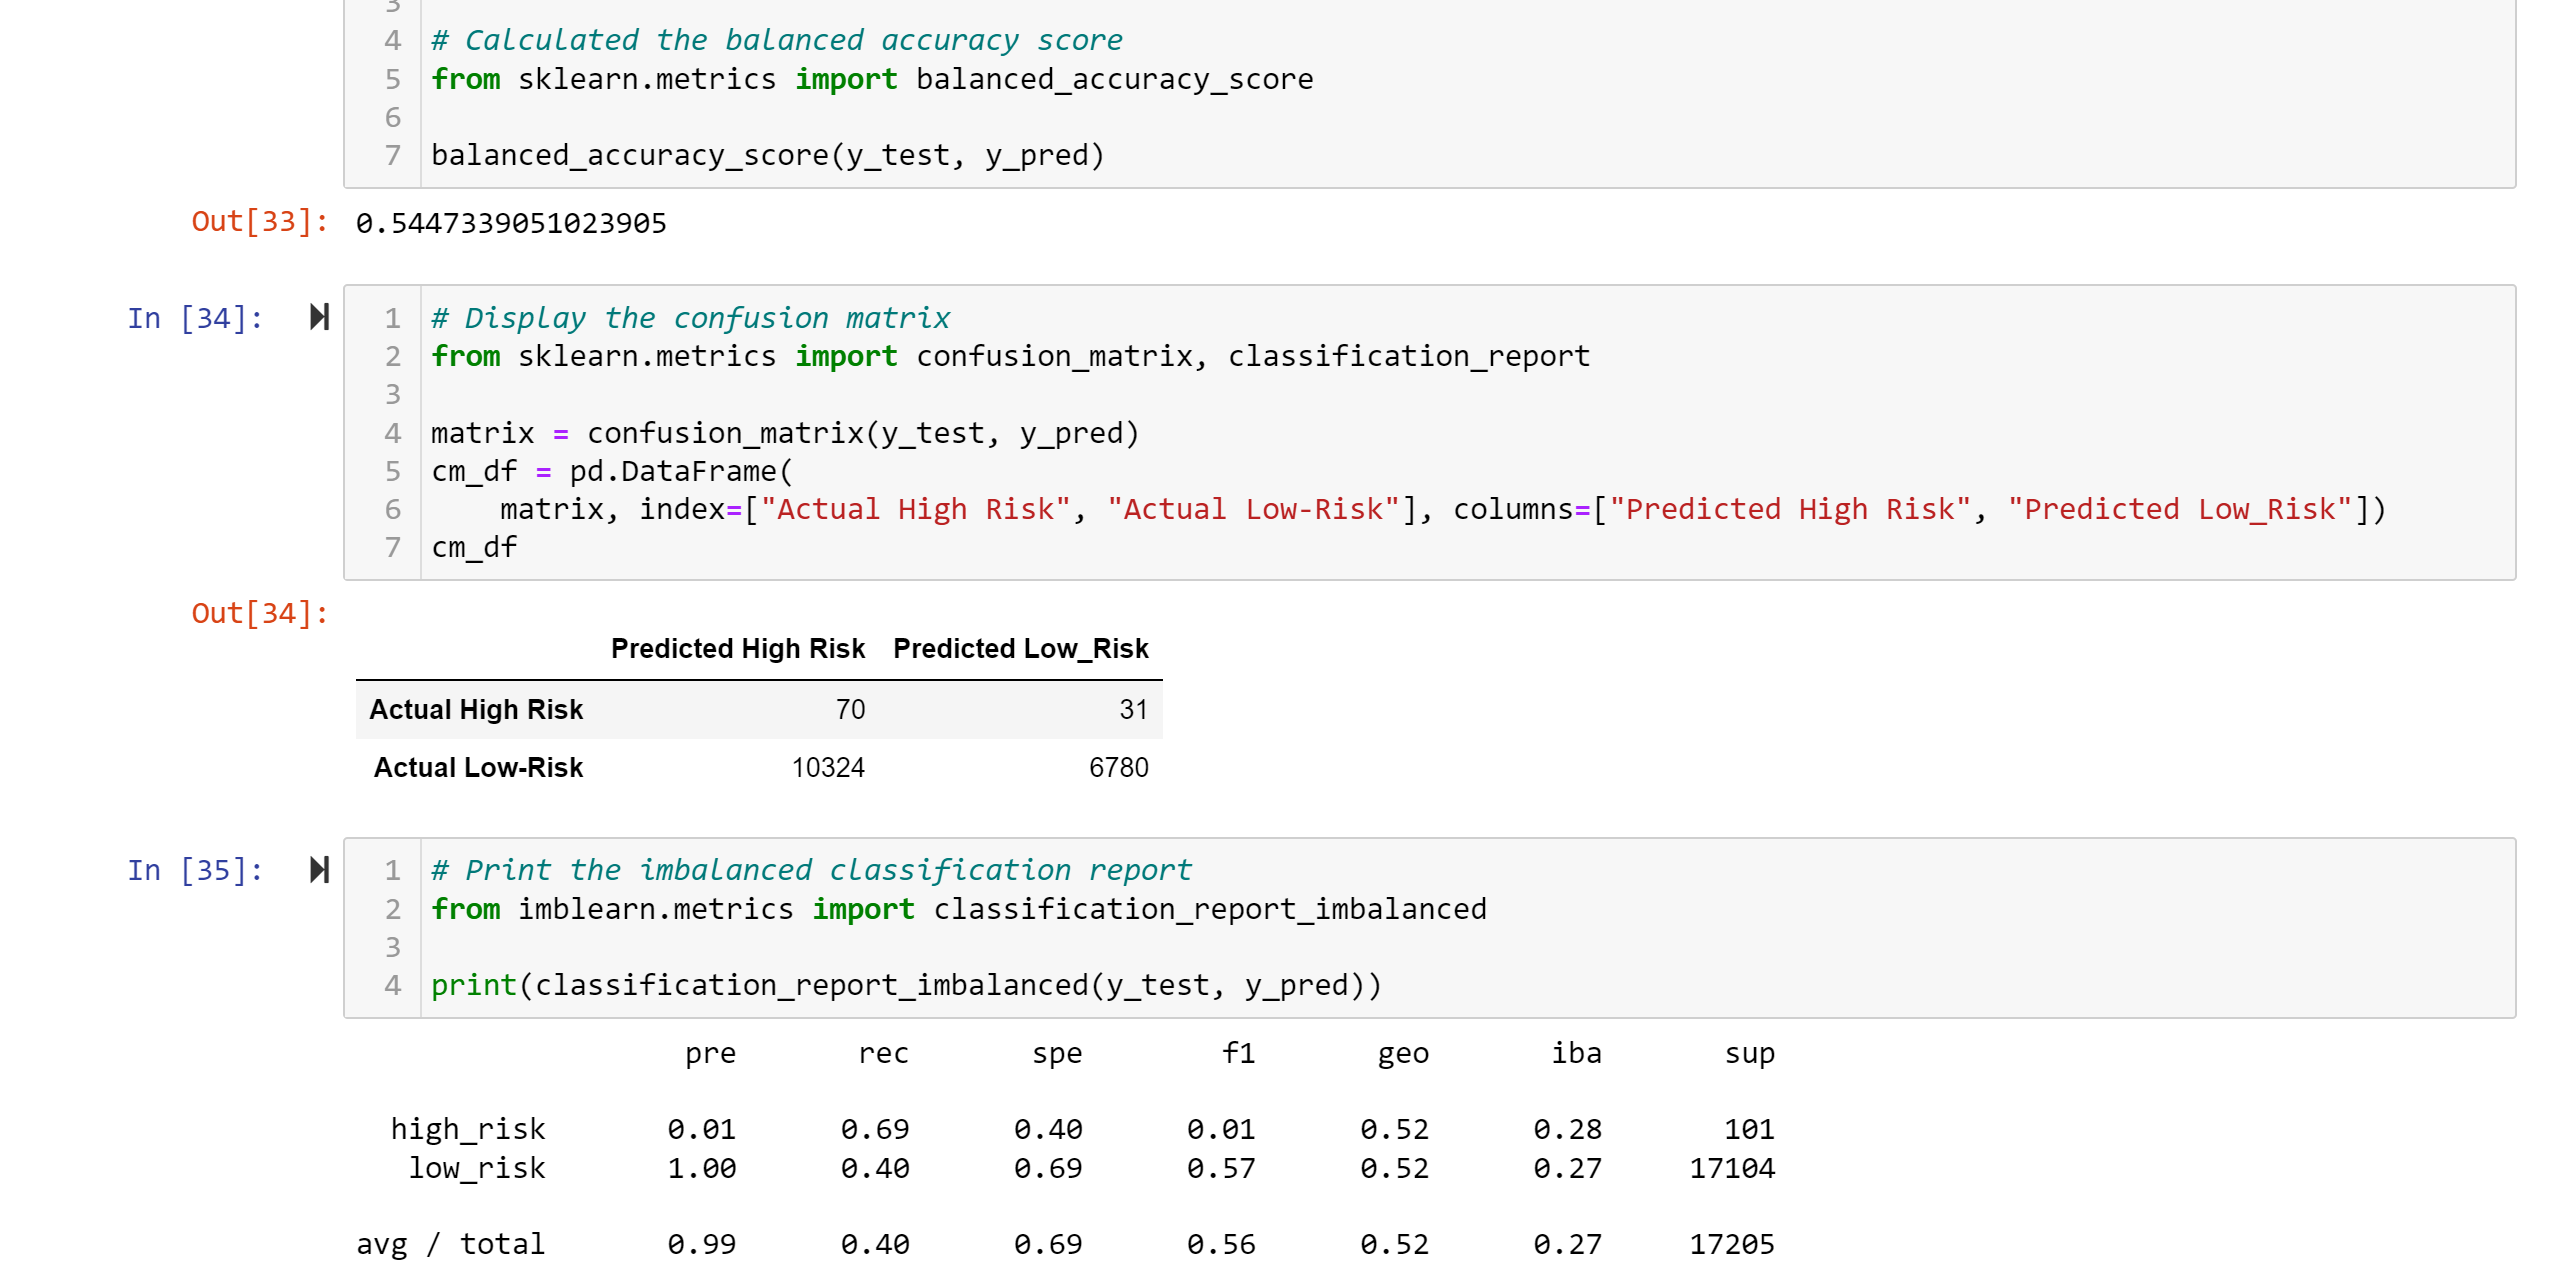 3
4 # Calculated the balanced accuracy score
5 from sklearn.metrics import balanced_accuracy_score
6
7 balanced_accuracy_score(y_test, y_pred)
Out[33]: 0.5447339051023905
In [34]: 1 # Display the confusion matrix
2 from sklearn.metrics import confusion_matrix, classification_report
3
4 matrix = confusion_matrix(y_test, y_pred)
5 cm_df = pd.DataFrame(
6     matrix, index=["Actual High Risk", "Actual Low-Risk"], columns=["Predicted High Risk", "Predicted Low_Risk"])
7 cm_df
Out[34]:
Predicted High Risk Predicted Low_Risk
Actual High Risk 70 31
Actual Low-Risk 10324 6780
In [35]: 1 # Print the imbalanced classification report
2 from imblearn.metrics import classification_report_imbalanced
3
4 print(classification_report_imbalanced(y_test, y_pred))
pre rec spe f1 geo iba sup
high_risk 0.01 0.69 0.40 0.01 0.52 0.28 101
low_risk 1.00 0.40 0.69 0.57 0.52 0.27 17104
avg / total 0.99 0.40 0.69 0.56 0.52 0.27 17205